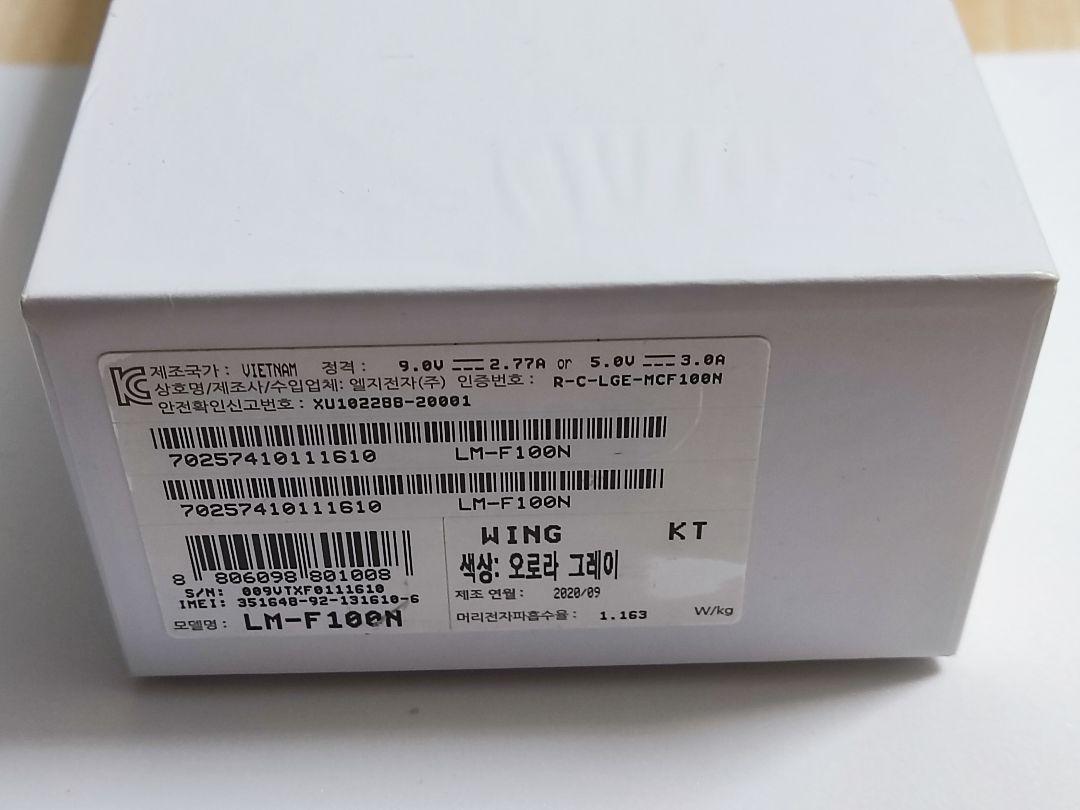 제조국가 : VIETNAM 정격 : 9.0V 2.77A or 5.0V 3.0A
상호명/제조사/수입업체: 엘지전자(주) 인증번호 : R-C-LGE-MCF100N
안전확인신고번호 : XU102288-20001
70257410111610 LM-F100N
70257410111610 LM-F100N
WING KT
색상: 오로라 그레이
8 806098 801008
S/N: 009VTXF0111610
제조 연월 : 2020/09
IMEI: 351648-92-131610-6
모델명 : LM-F100N
머리전자파흡수율 : 1.163 W/kg